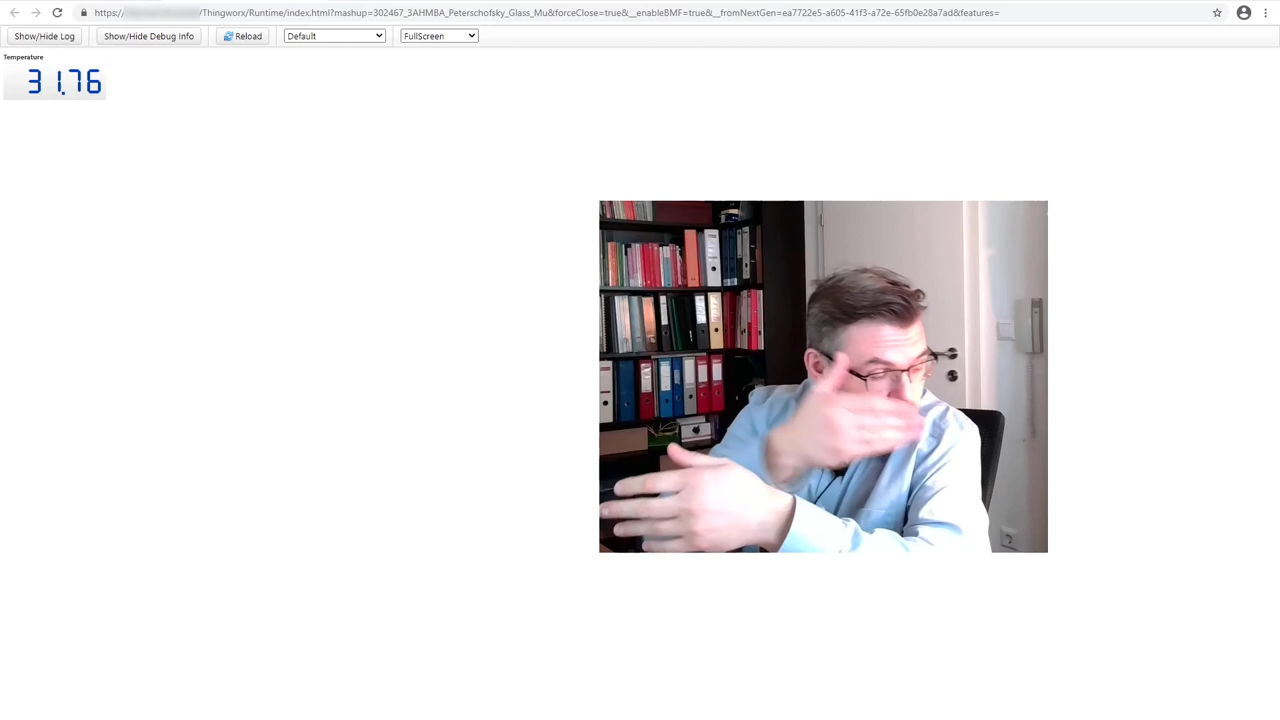 https:// /Thingworx/Runtime/index.html?mashup=302467_3AHMBA_Peterschofsky_Glass_Mu&forceClose=true&__enableBMF=true&__fromNextGen=ea7722e5-a605-41f3-a72e-65fb0e28a7ad&features=
Show/Hide Log Show/Hide Debug Info Reload Default FullScreen
Temperature
31.76